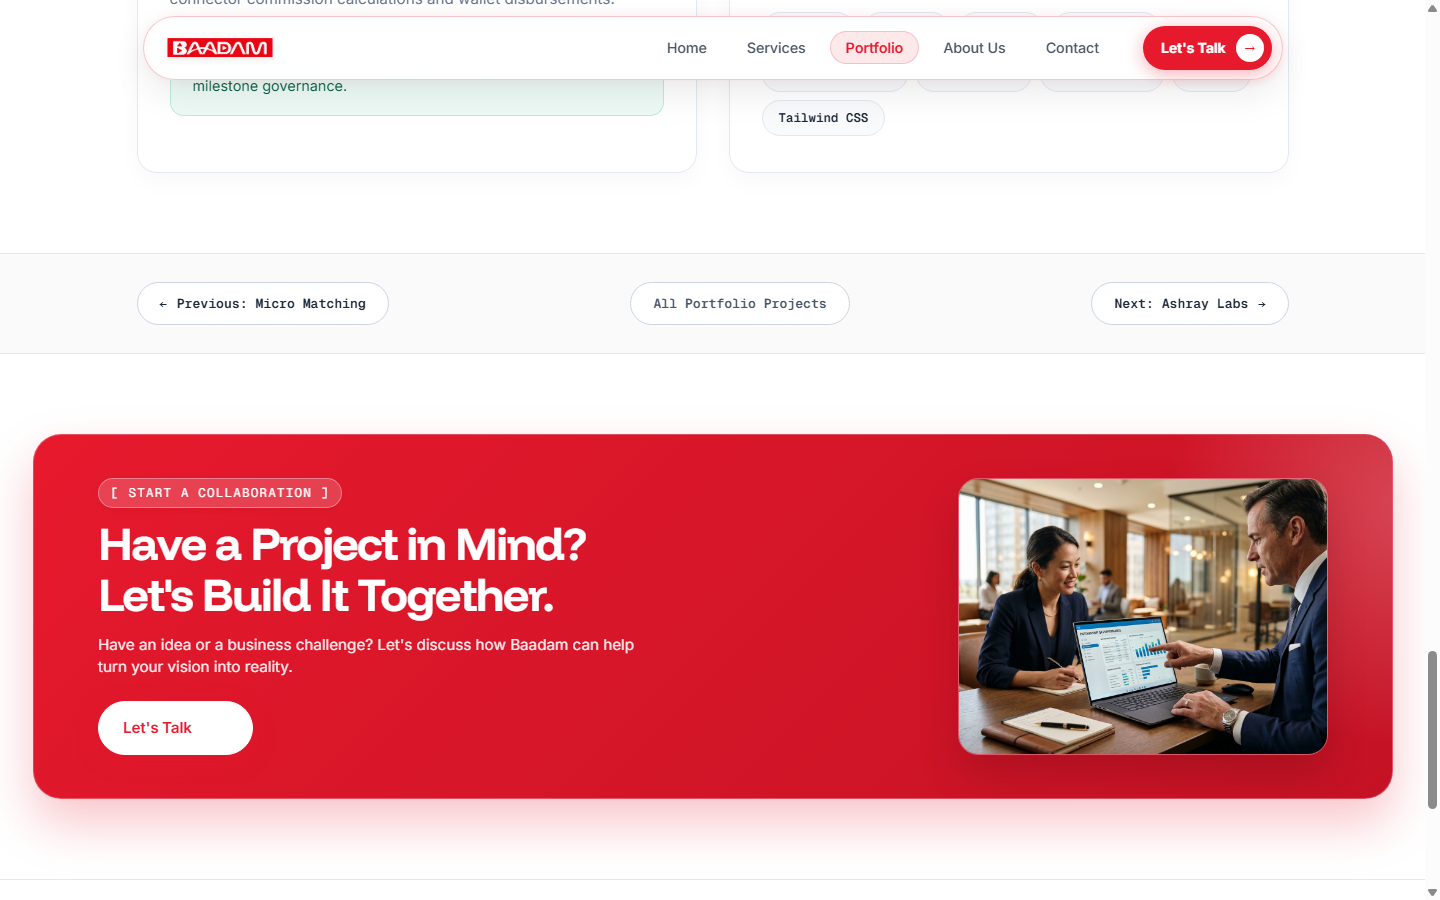 connector commission calculations and wallet disbursements.
BAADAM
Home
Services
Portfolio
About Us
Contact
Let's Talk →
milestone governance.
Tailwind CSS
← Previous: Micro Matching
All Portfolio Projects
Next: Ashray Labs →
[ START A COLLABORATION ]
Have a Project in Mind?
Let's Build It Together.
Have an idea or a business challenge? Let's discuss how Baadam can help
turn your vision into reality.
Let's Talk